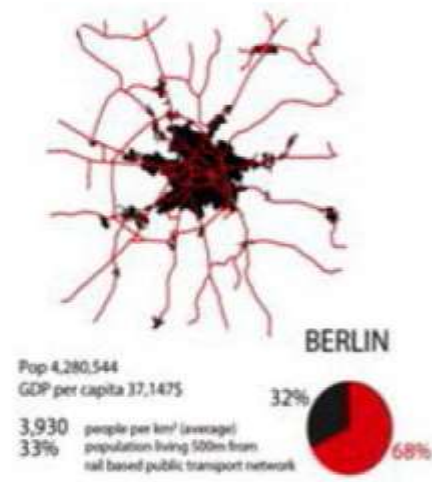 BERLIN
Pop 4,280,544
GDP per capita 37,147$
32%
68%
3,930 people per km² (average)
33% population living 500m from
rail based public transport network